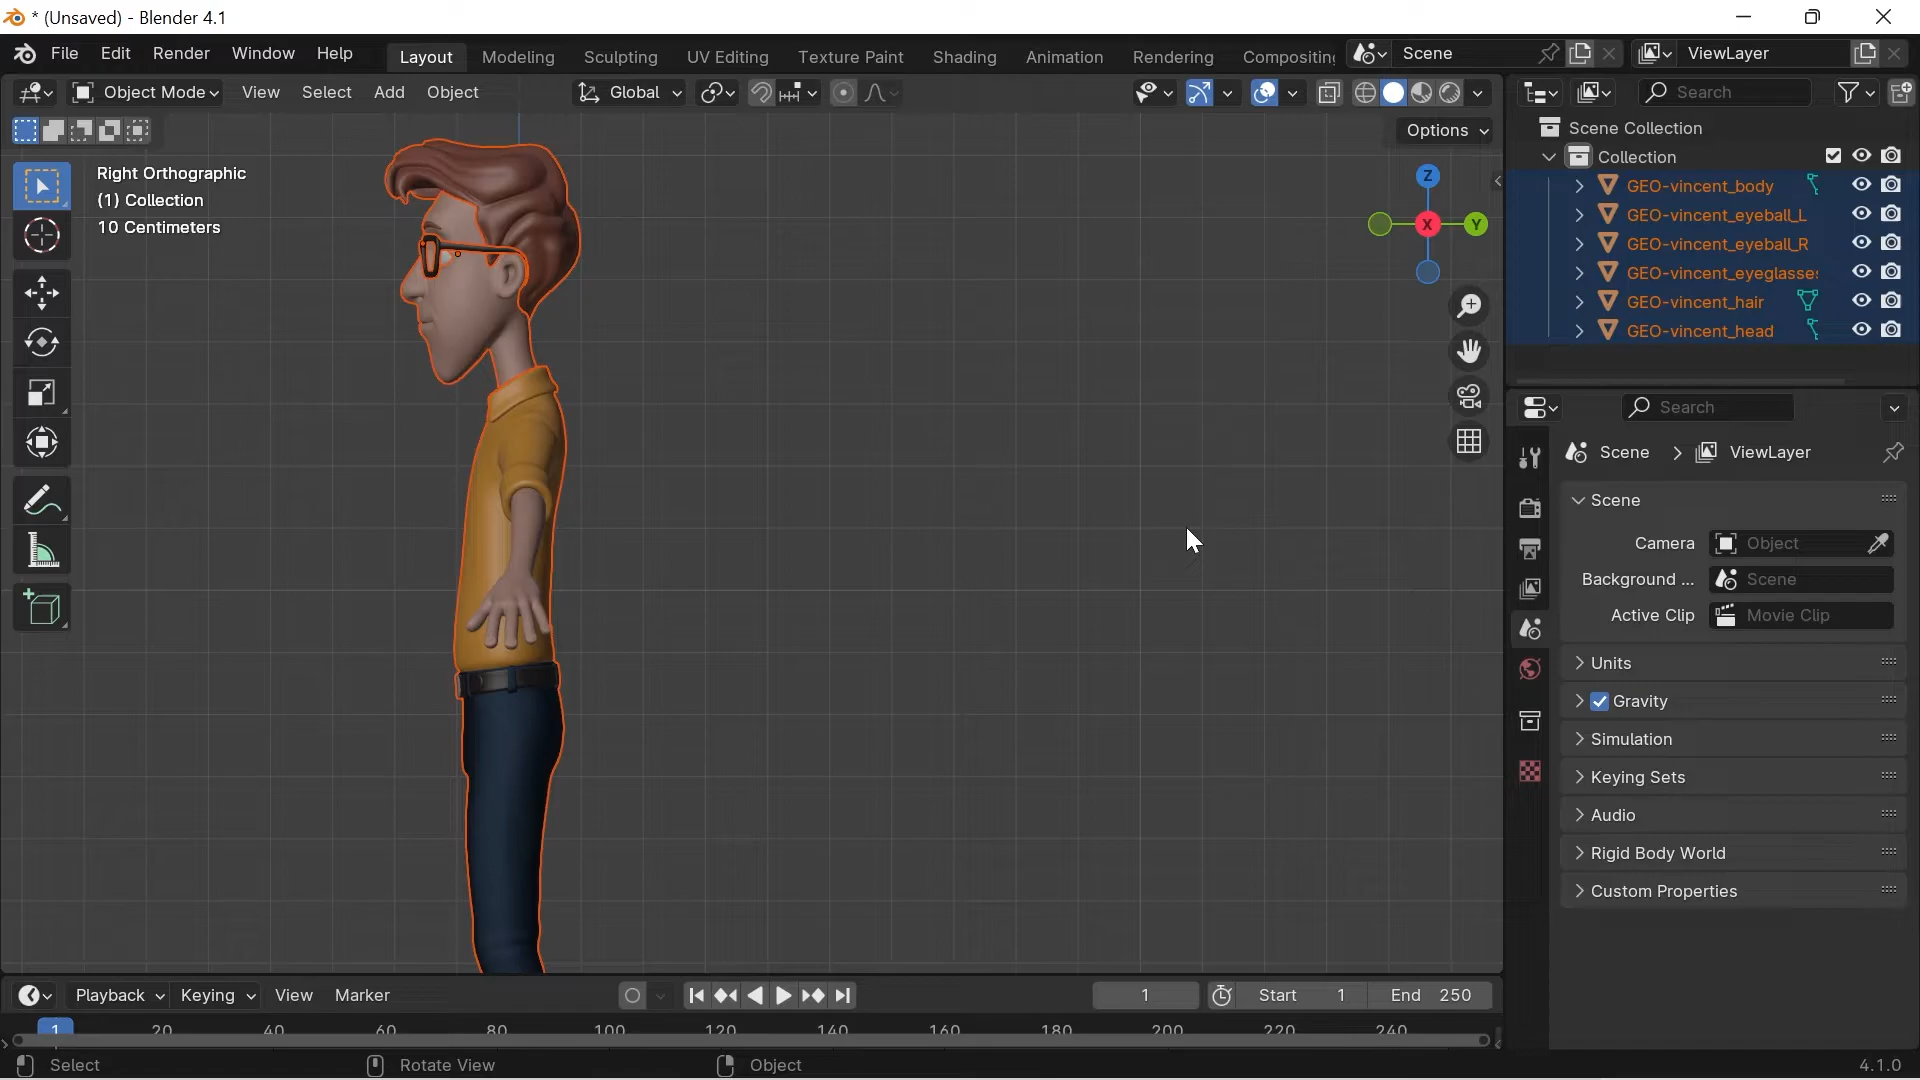 * (Unsaved) - Blender 4.1
File Edit Render Window Help
Layout Modeling Sculpting UV Editing Texture Paint Shading Animation Rendering Compositing
Scene
ViewLayer
Object Mode View Select Add Object
Global
Search
Options
Right Orthographic
(1) Collection
10 Centimeters
Z
X
Y
Scene Collection
Collection
GEO-vincent_body
GEO-vincent_eyeball_L
GEO-vincent_eyeball_R
GEO-vincent_eyeglasses
GEO-vincent_hair
GEO-vincent_head
Search
Scene ViewLayer
Scene
Camera Object
Background ... Scene
Active Clip Movie Clip
Units
Gravity
Simulation
Keying Sets
Audio
Rigid Body World
Custom Properties
Playback Keying View Marker
1
Start 1 End 250
1 20 40 60 80 100 120 140 160 180 200 220 240
Select Rotate View Object 4.1.0